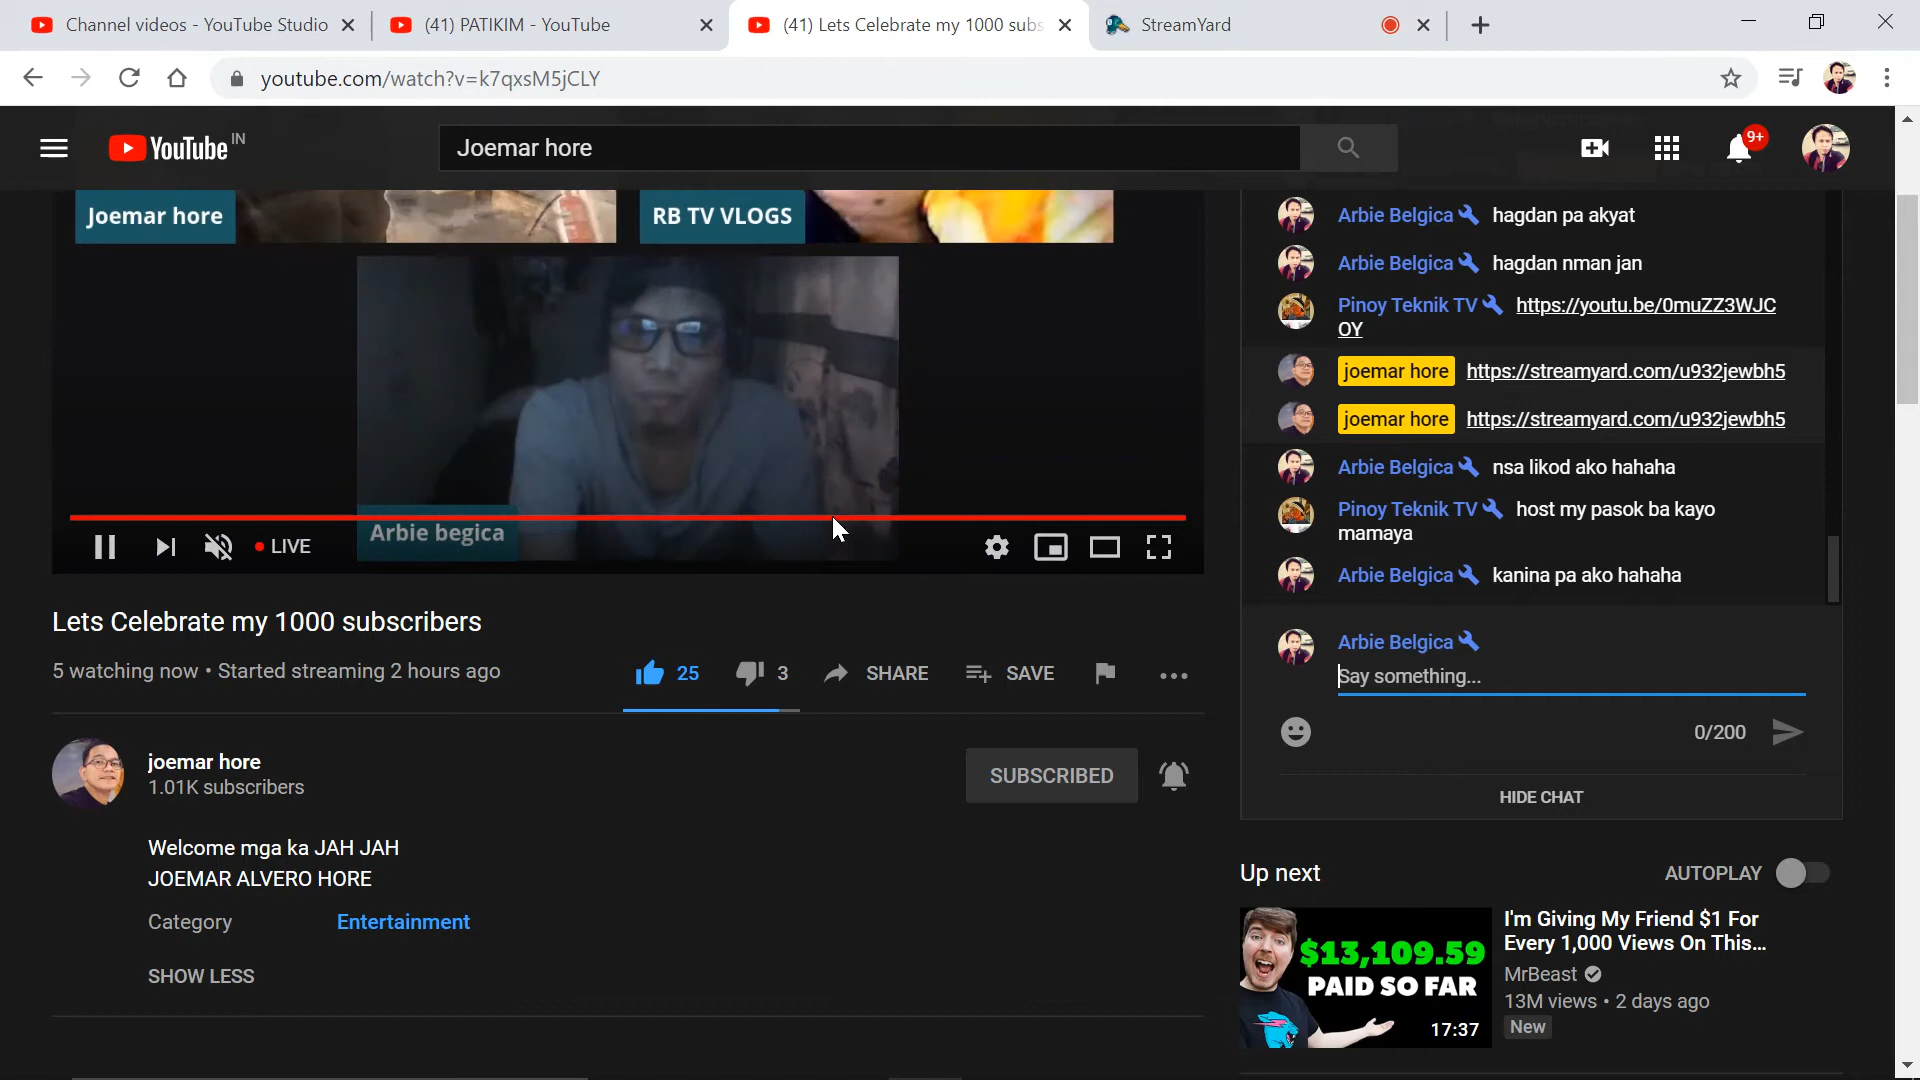 Channel videos - YouTube Studio
(41) PATIKIM - YouTube
(41) Lets Celebrate my 1000 subs
StreamYard
youtube.com/watch?v=k7qxsM5jCLY
YouTube IN
Joemar hore
9+
Joemar hore
RB TV VLOGS
Arbie begica
LIVE
Lets Celebrate my 1000 subscribers
5 watching now • Started streaming 2 hours ago
25
3
SHARE
SAVE
joemar hore
1.01K subscribers
SUBSCRIBED
Welcome mga ka JAH JAH
JOEMAR ALVERO HORE
Category
Entertainment
SHOW LESS
Arbie Belgica hagdan pa akyat
Arbie Belgica hagdan nman jan
Pinoy Teknik TV https://youtu.be/0muZZ3WJC
OY
joemar hore https://streamyard.com/u932jewbh5
joemar hore https://streamyard.com/u932jewbh5
Arbie Belgica nsa likod ako hahaha
Pinoy Teknik TV host my pasok ba kayo
mamaya
Arbie Belgica kanina pa ako hahaha
Arbie Belgica
Say something...
0/200
HIDE CHAT
Up next
AUTOPLAY
$13,109.59
PAID SO FAR
17:37
I'm Giving My Friend $1 For
Every 1,000 Views On This...
MrBeast
13M views • 2 days ago
New